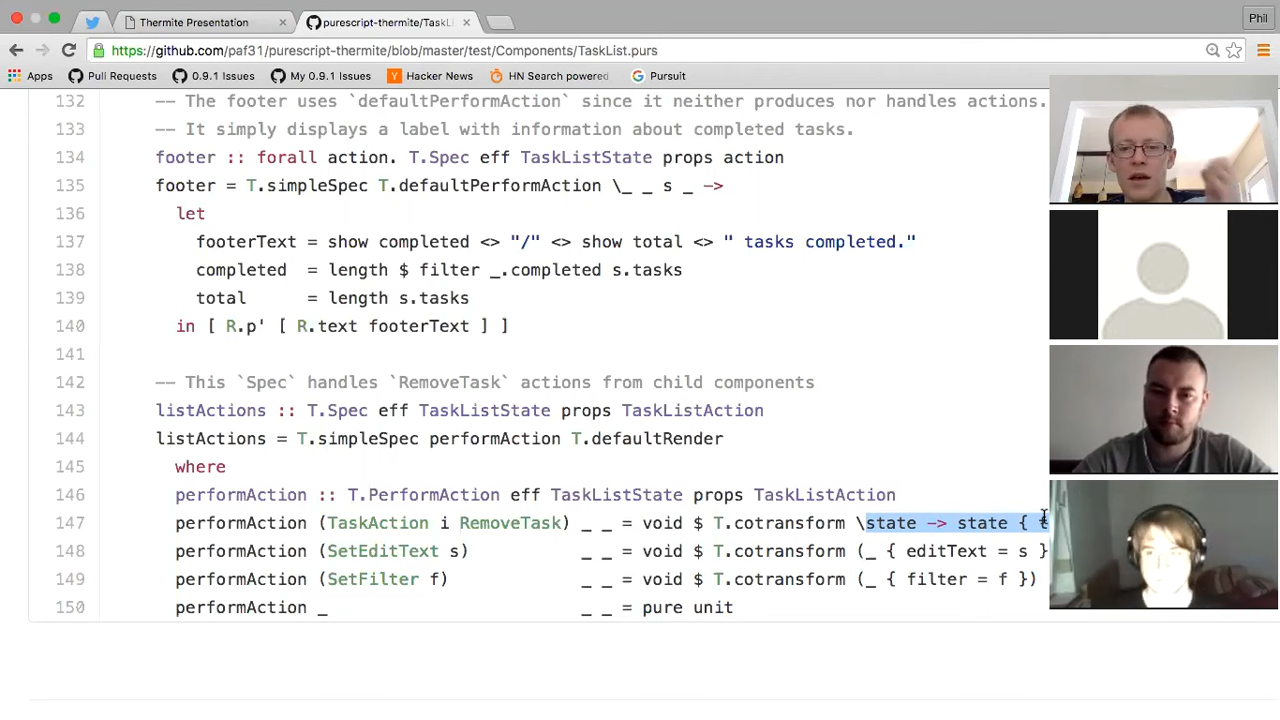 Thermite Presentation
purescript-thermite/TaskLi
Phil
https://github.com/paf31/purescript-thermite/blob/master/test/Components/TaskList.purs
Apps Pull Requests 0.9.1 Issues My 0.9.1 Issues Hacker News HN Search powered Pursuit
132 -- The footer uses `defaultPerformAction` since it neither produces nor handles actions.
133 -- It simply displays a label with information about completed tasks.
134 footer :: forall action. T.Spec eff TaskListState props action
135 footer = T.simpleSpec T.defaultPerformAction \_ _ s _ ->
136 let
137 footerText = show completed <> "/" <> show total <> " tasks completed."
138 completed = length $ filter _.completed s.tasks
139 total = length s.tasks
140 in [ R.p' [ R.text footerText ] ]
141
142 -- This `Spec` handles `RemoveTask` actions from child components
143 listActions :: T.Spec eff TaskListState props TaskListAction
144 listActions = T.simpleSpec performAction T.defaultRender
145 where
146 performAction :: T.PerformAction eff TaskListState props TaskListAction
147 performAction (TaskAction i RemoveTask) _ _ = void $ T.cotransform \state -> state {
148 performAction (SetEditText s) _ _ = void $ T.cotransform (_ { editText = s }
149 performAction (SetFilter f) _ _ = void $ T.cotransform (_ { filter = f })
150 performAction _ _ _ = pure unit